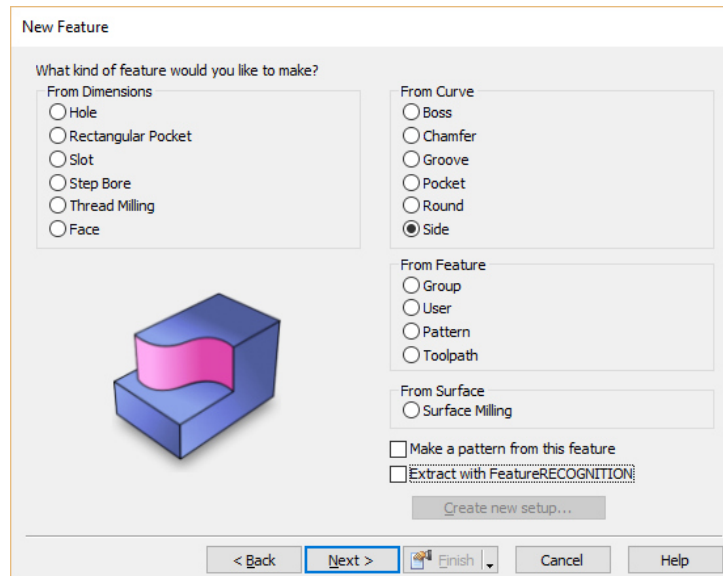 New Feature
What kind of feature would you like to make?
From Dimensions
Hole
Rectangular Pocket
Slot
Step Bore
Thread Milling
Face
From Curve
Boss
Chamfer
Groove
Pocket
Round
Side
From Feature
Group
User
Pattern
Toolpath
From Surface
Surface Milling
Make a pattern from this feature
Extract with FeatureRECOGNITION
Create new setup...
< Back Next > Finish Cancel Help